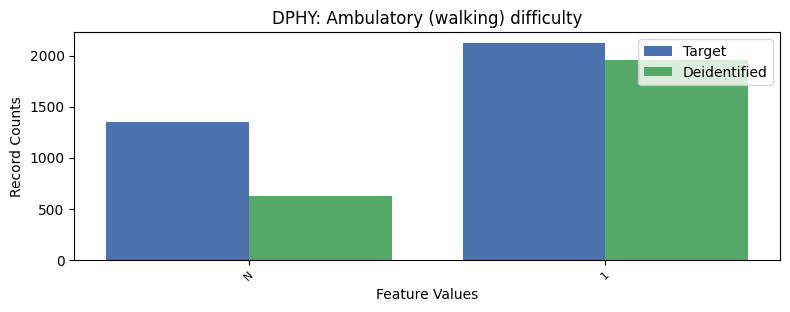 DPHY: Ambulatory (walking) difficulty
Target
Deidentified
Record Counts
2000
1500
1000
500
0
N
1
Feature Values